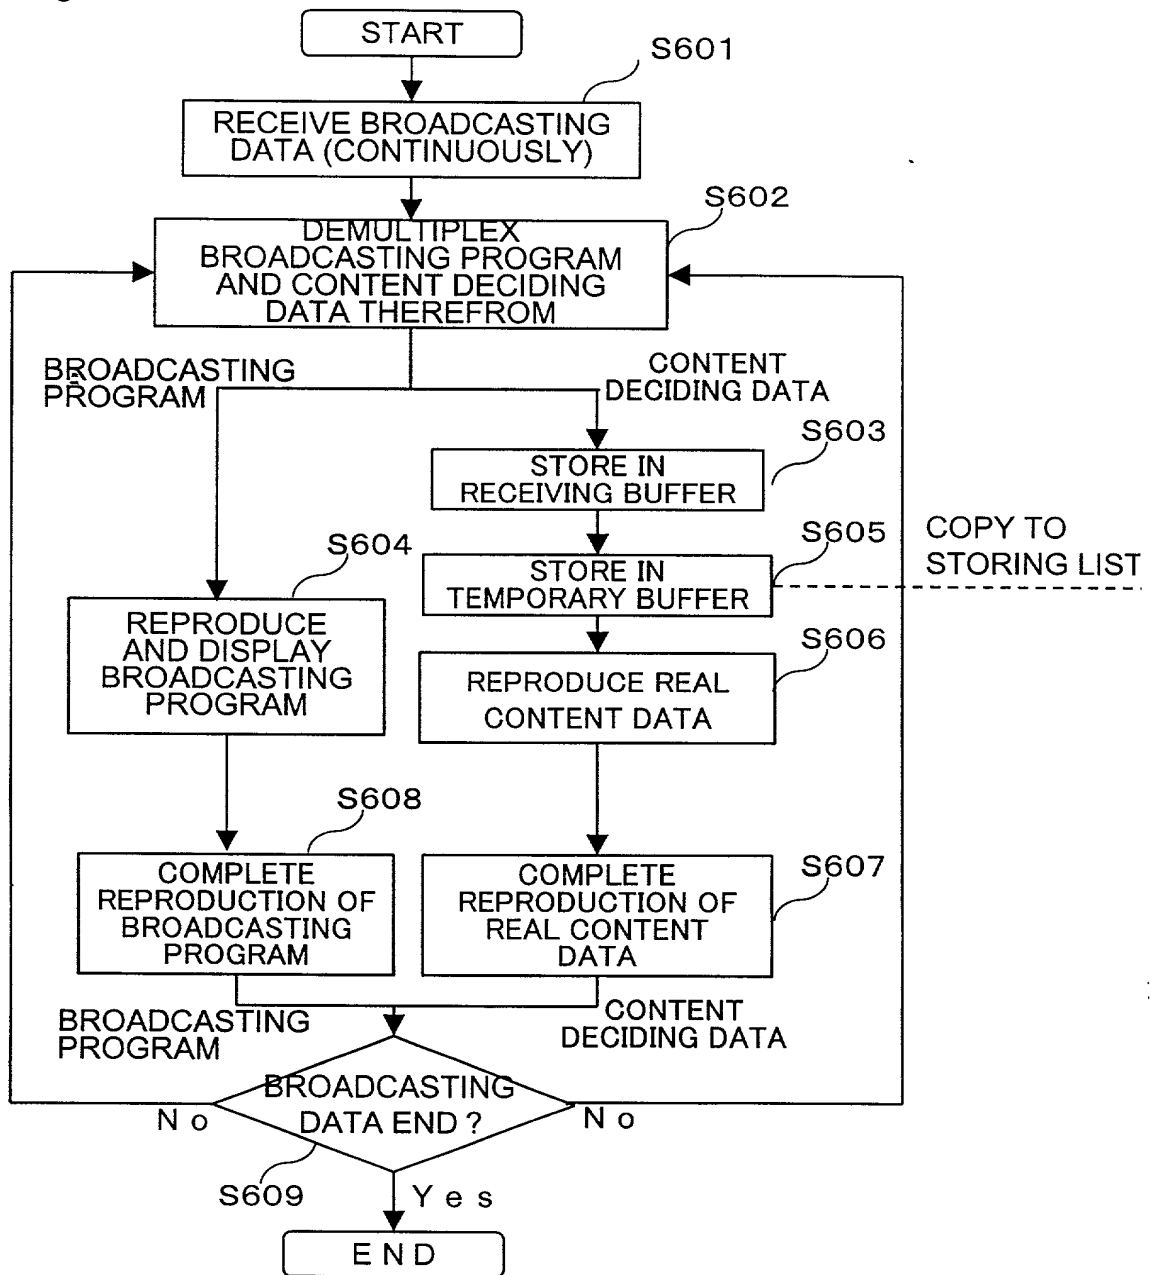 START
S601
RECEIVE BROADCASTING
DATA (CONTINUOUSLY)
S602
DEMULTIPLEX
BROADCASTING PROGRAM
AND CONTENT DECIDING
DATA THEREFROM
BROADCASTING
PROGRAM
CONTENT
DECIDING DATA
S603
STORE IN
RECEIVING BUFFER
S605
COPY TO
STORING LIST
STORE IN
TEMPORARY BUFFER
S604
REPRODUCE
AND DISPLAY
BROADCASTING
PROGRAM
S606
REPRODUCE REAL
CONTENT DATA
S608
COMPLETE
REPRODUCTION OF
BROADCASTING
PROGRAM
S607
COMPLETE
REPRODUCTION OF
REAL CONTENT
DATA
BROADCASTING
PROGRAM
CONTENT
DECIDING DATA
BROADCASTING
DATA END ?
No
No
S609
Yes
END